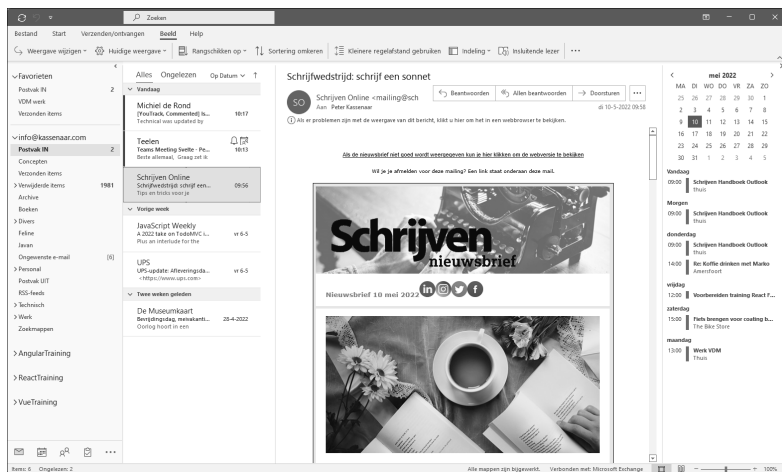 Zoeken
Bestand Start Verzenden/ontvangen Beeld Help
Weergave wijzigen Huidige weergave Rangschikken op Sortering omkeren Kleinere regelafstand gebruiken Indeling Insluitende lezer
Favorieten
Postvak IN 2
VDM werk
Verzonden items
info@kassenaar.com
Postvak IN 2
Concepten
Verzonden items
Verwijderde items 1981
Archive
Boeken
Divers
Feline
Javan
Ongewenste e-mail [6]
Personal
Postvak UIT
RSS-feeds
Technisch
Werk
Zoekmappen
AngularTraining
ReactTraining
VueTraining
Alles Ongelezen Op Datum
Vandaag
Michiel de Rond
[YouTrack, Commented] Is... 10:17
Technical was updated by
Teelen
Teams Meeting Svelte - Pe... 10:13
Beste allemaal, Graag zet ik
Schrijven Online
Schrijfwedstrijd: schrijf een... 09:56
Tips en tricks voor je
Vorige week
JavaScript Weekly
A 2022 take on TodoMVC i... vr 6-5
Plus an interlude for the
UPS
UPS-update: Afleveringsda... vr 6-5
<https://www.ups.com>
Twee weken geleden
De Museumkaart
Bevrijdingsdag, meivakanti... 28-4-2022
Oorlog hoort in een
Schrijfwedstrijd: schrijf een sonnet
SO
Schrijven Online <mailing@sch
Aan Peter Kassenaar
Beantwoorden Allen beantwoorden Doorsturen
di 10-5-2022 09:58
Als er problemen zijn met de weergave van dit bericht, klikt u hier om het in een webbrowser te bekijken.
Als de nieuwsbrief niet goed wordt weergegeven kun je hier klikken om de webversie te bekijken
Wil je je afmelden voor deze mailing? Een link staat onderaan deze mail.
Schrijven
nieuwsbrief
Nieuwsbrief 10 mei 2022
mei 2022
MA DI WO DO VR ZA ZO
25 26 27 28 29 30 1
2 3 4 5 6 7 8
9 10 11 12 13 14 15
16 17 18 19 20 21 22
23 24 25 26 27 28 29
30 31 1 2 3 4 5
Vandaag
09:00 Schrijven Handboek Outlook
thuis
Morgen
09:00 Schrijven Handboek Outlook
thuis
donderdag
09:00 Schrijven Handboek Outlook
thuis
14:00 Re: Koffie drinken met Marko
Amersfoort
vrijdag
12:00 Voorbereiden training React F...
zaterdag
15:00 Fiets brengen voor coating b...
The Bike Store
maandag
13:00 Werk VDM
Thuis
Items: 6 Ongelezen: 2
Alle mappen zijn bijgewerkt. Verbonden met: Microsoft Exchange
100%